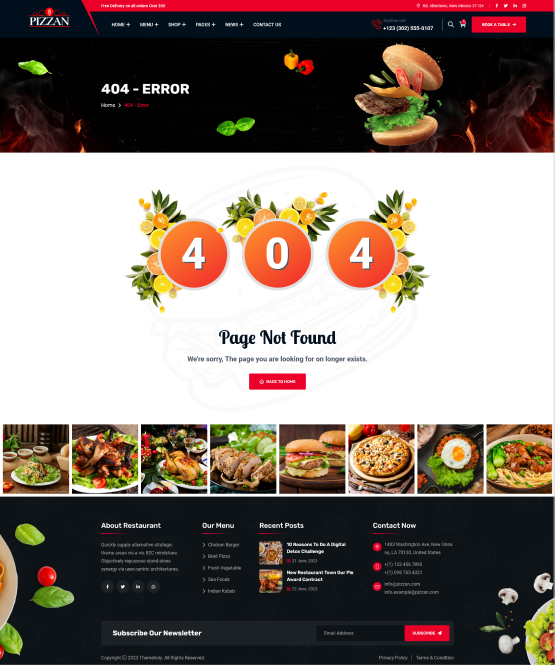 Free Delivery on all orders Over $50
Rd. Allentown, New Mexico 31134
PIZZAN
HOME +
MENU +
SHOP +
PAGES +
NEWS +
CONTACT US
+123 (302) 555-0107
BOOK A TABLE
404 - ERROR
Home > 404 - Error
4 0 4
Page Not Found
We're sorry, The page you are looking for on longer exists.
BACK TO HOME
About Restaurant
Quickly supply alternative strategic
theme areas vis-a-vis B2C mindshare.
Objectively repurpose stand-alone
synergy via user-centric architectures.
Our Menu
Chicken Burger
Brief Pizza
Fresh Vegetable
Sea Foods
Indian Kabab
Recent Posts
10 Reasons To Do A Digital
Detox Challenge
21 June, 2023
New Restaurant Town Our Ple
Award Contract
22 June, 2023
Contact Now
1403 Washington Ave, New Orlea
ns, LA 70130, United States
+(1) 123 456 7890
+(1) 098 765 4321
info@pizzan.com
info.example@pizzan.com
Subscribe Our Newsletter
Email Address
SUBSCRIBE
Copyright © 2023 Themeholy. All Rights Reserved.
Privacy Policy | Terms & Condition